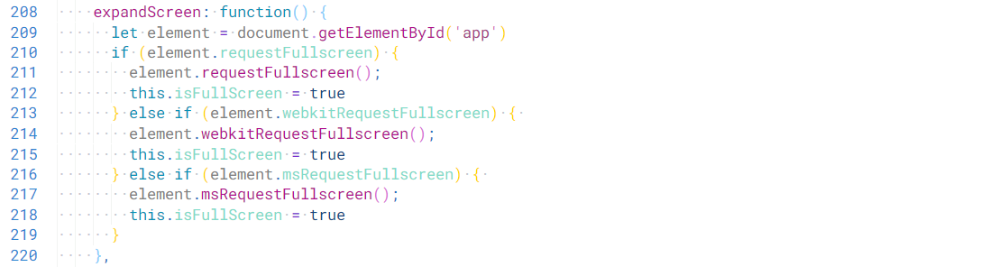 208     expandScreen: function() {
209       let element = document.getElementById('app')
210       if (element.requestFullscreen) {
211         element.requestFullscreen();
212         this.isFullScreen = true
213       } else if (element.webkitRequestFullscreen) {
214         element.webkitRequestFullscreen();
215         this.isFullScreen = true
216       } else if (element.msRequestFullscreen) {
217         element.msRequestFullscreen();
218         this.isFullScreen = true
219       }
220     },